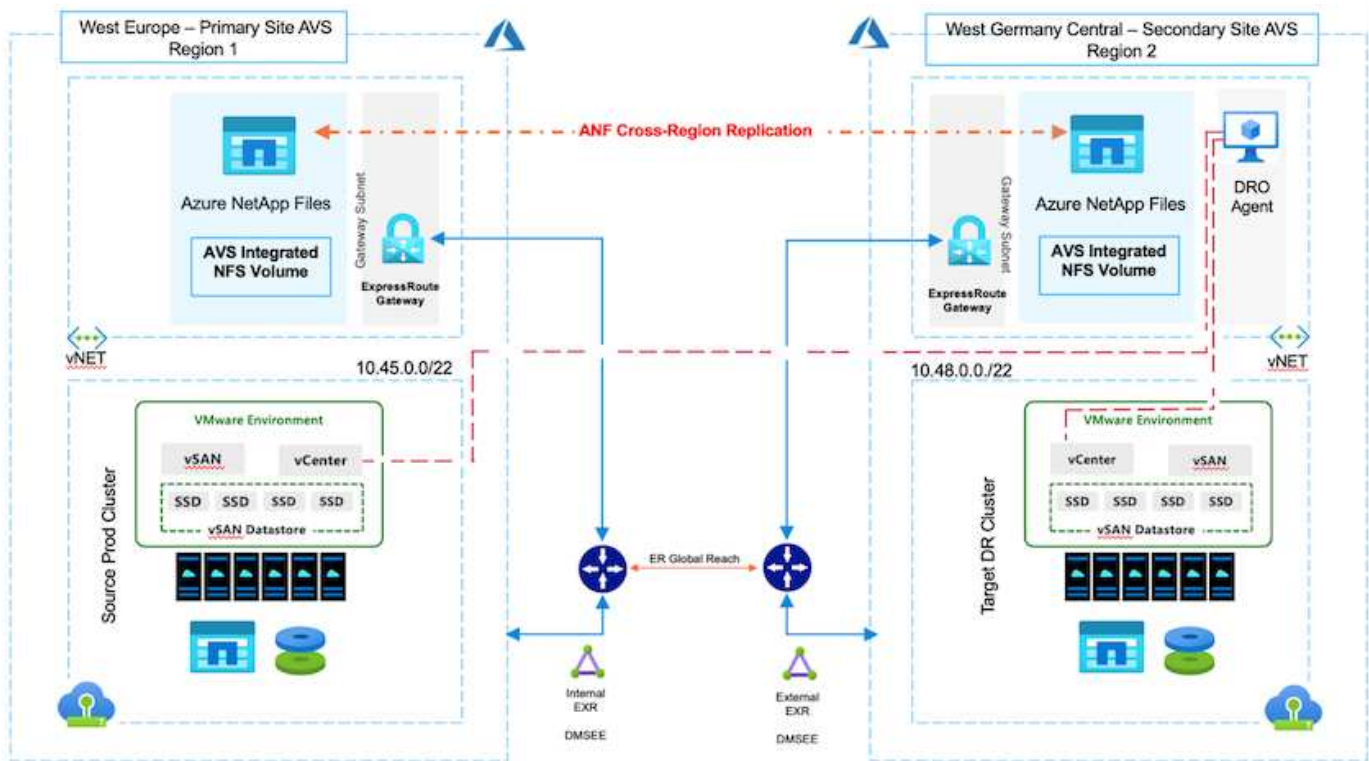 West Europe – Primary Site AVS
Region 1
West Germany Central – Secondary Site AVS
Region 2
ANF Cross-Region Replication
Azure NetApp Files
AVS Integrated
NFS Volume
Gateway Subnet
ExpressRoute
Gateway
vNET
10.45.0.0/22
Gateway Subnet
ExpressRoute
Gateway
Azure NetApp Files
AVS Integrated
NFS Volume
DRO
Agent
vNET
10.48.0.0./22
Source Prod Cluster
VMware Environment
vSAN
vCenter
SSD
SSD
SSD
SSD
vSAN Datastore
ER Global Reach
Internal
EXR
DMSEE
External
EXR
DMSEE
Target DR Cluster
VMware Environment
vCenter
vSAN
SSD
SSD
SSD
SSD
vSAN Datastore